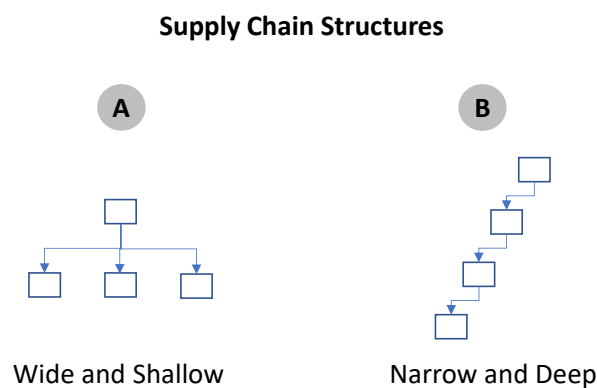 Supply Chain Structures
A
B
Wide and Shallow
Narrow and Deep